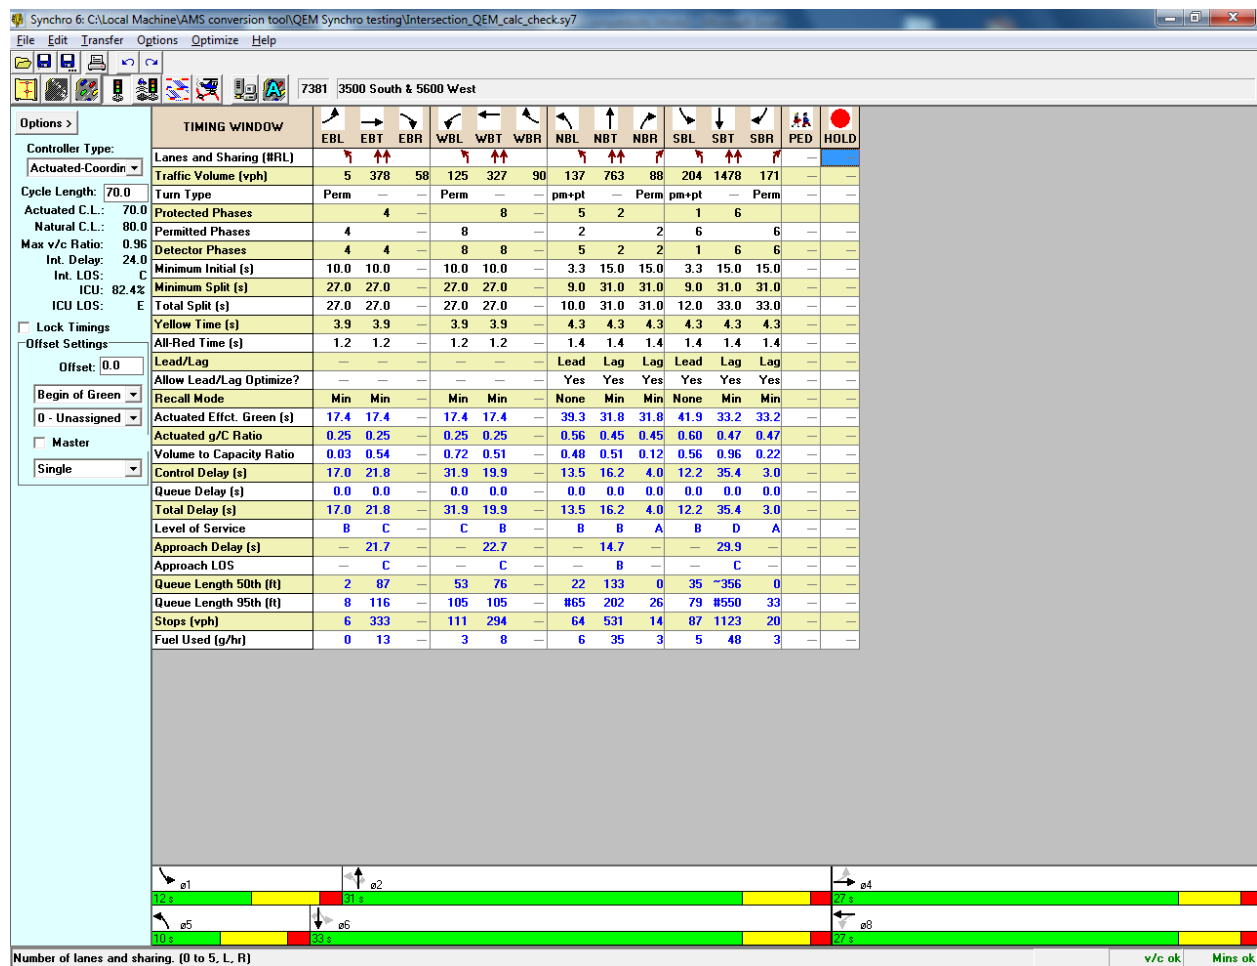 Synchro 6: C:\Local Machine\AMS conversion tool\QEM Synchro testing\Intersection_QEM_calc_check.sy7
File Edit Transfer Options Optimize Help
7381 3500 South & 5600 West
Options >
Controller Type:
Actuated-Coordin
Cycle Length: 70.0
Actuated C.L.: 70.0
Natural C.L.: 80.0
Max v/c Ratio: 0.96
Int. Delay: 24.0
Int. LOS: C
ICU: 82.4%
ICU LOS: E
Lock Timings
Offset Settings
Offset: 0.0
Begin of Green
0 - Unassigned
Master
Single
TIMING WINDOW EBL EBT EBR WBL WBT WBR NBL NBT NBR SBL SBT SBR PED HOLD
Lanes and Sharing (#RL) — —
Traffic Volume (vph) 5 378 58 125 327 90 137 763 88 204 1478 171 — —
Turn Type Perm — — Perm — — pm+pt — Perm pm+pt — Perm — —
Protected Phases 4 — 8 — 5 2 1 6 — —
Permitted Phases 4 — 8 — 2 2 6 6 — —
Detector Phases 4 4 — 8 8 — 5 2 2 1 6 6 — —
Minimum Initial (s) 10.0 10.0 — 10.0 10.0 — 3.3 15.0 15.0 3.3 15.0 15.0 — —
Minimum Split (s) 27.0 27.0 — 27.0 27.0 — 9.0 31.0 31.0 9.0 31.0 31.0 — —
Total Split (s) 27.0 27.0 — 27.0 27.0 — 10.0 31.0 31.0 12.0 33.0 33.0 — —
Yellow Time (s) 3.9 3.9 — 3.9 3.9 — 4.3 4.3 4.3 4.3 4.3 4.3 — —
All-Red Time (s) 1.2 1.2 — 1.2 1.2 — 1.4 1.4 1.4 1.4 1.4 1.4 — —
Lead/Lag — — — — — — Lead Lag Lag Lead Lag Lag — —
Allow Lead/Lag Optimize? — — — — — — Yes Yes Yes Yes Yes Yes — —
Recall Mode Min Min — Min Min — None Min Min None Min Min — —
Actuated Effct. Green (s) 17.4 17.4 — 17.4 17.4 — 39.3 31.8 31.8 41.9 33.2 33.2 — —
Actuated g/C Ratio 0.25 0.25 — 0.25 0.25 — 0.56 0.45 0.45 0.60 0.47 0.47 — —
Volume to Capacity Ratio 0.03 0.54 — 0.72 0.51 — 0.48 0.51 0.12 0.56 0.96 0.22 — —
Control Delay (s) 17.0 21.8 — 31.9 19.9 — 13.5 16.2 4.0 12.2 35.4 3.0 — —
Queue Delay (s) 0.0 0.0 — 0.0 0.0 — 0.0 0.0 0.0 0.0 0.0 0.0 — —
Total Delay (s) 17.0 21.8 — 31.9 19.9 — 13.5 16.2 4.0 12.2 35.4 3.0 — —
Level of Service B C — C B — B B A B D A — —
Approach Delay (s) — 21.7 — — 22.7 — — 14.7 — — 29.9 — — —
Approach LOS — C — — C — — B — — C — — —
Queue Length 50th (ft) 2 87 — 53 76 — 22 133 0 35 ~356 0 — —
Queue Length 95th (ft) 8 116 — 105 105 — #65 202 26 79 #550 33 — —
Stops (vph) 6 333 — 111 294 — 64 531 14 87 1123 20 — —
Fuel Used (g/hr) 0 13 — 3 8 — 6 35 3 5 48 3 — —
ø1 ø2 ø4
12 s 31 s 27 s
ø5 ø6 ø8
10 s 33 s 27 s
Number of lanes and sharing. (0 to 5, L, R) v/c ok Mins ok